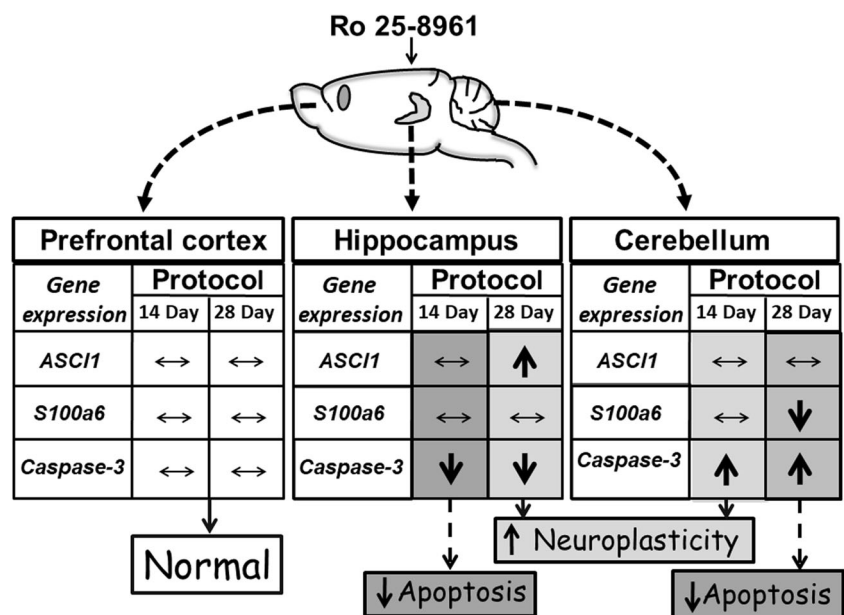 Ro 25-8961
Prefrontal cortex
Gene expression
Protocol
14 Day 28 Day
ASCl1 ↔ ↔
S100a6 ↔ ↔
Caspase-3 ↔ ↔
Normal
Hippocampus
Gene expression
Protocol
14 Day 28 Day
ASCl1 ↔ ↑
S100a6 ↔ ↔
Caspase-3 ↓ ↓
Cerebellum
Gene expression
Protocol
14 Day 28 Day
ASCl1 ↔ ↔
S100a6 ↔ ↓
Caspase-3 ↑ ↑
↑ Neuroplasticity
↓ Apoptosis
↓ Apoptosis